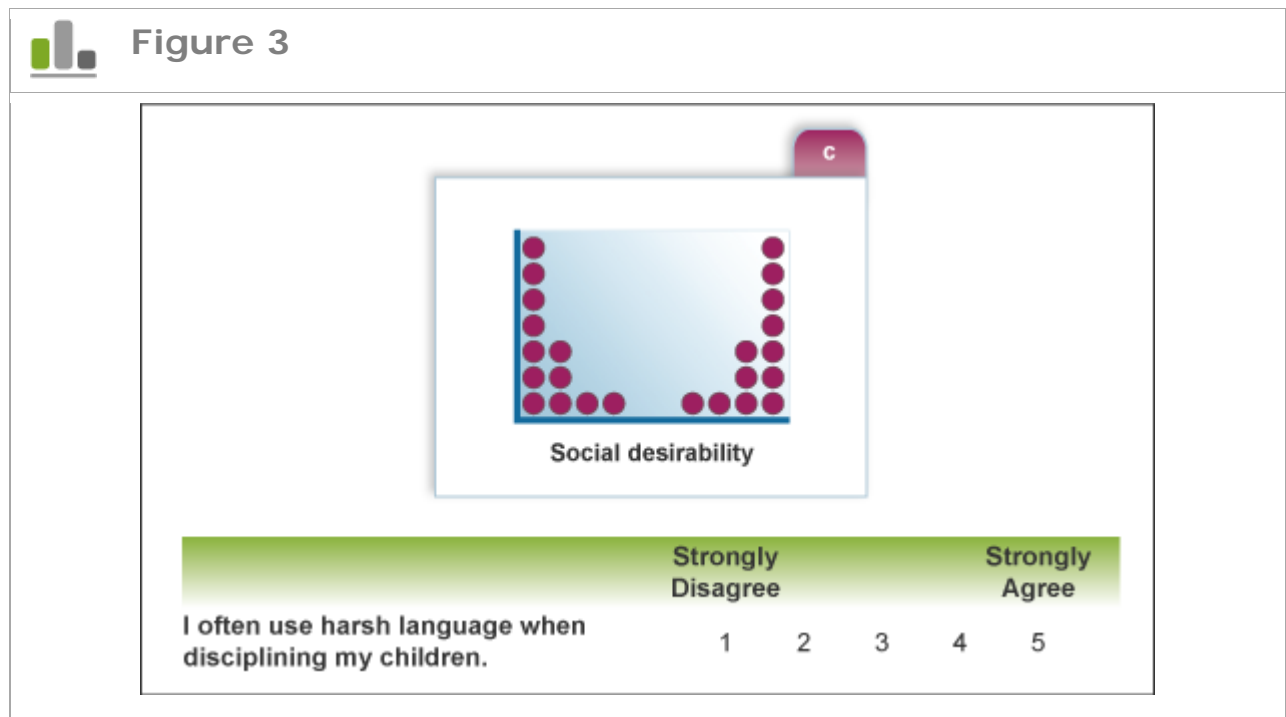 Figure 3
c
Social desirability
Strongly Strongly
Disagree Agree
I often use harsh language when
disciplining my children.
1 2 3 4 5